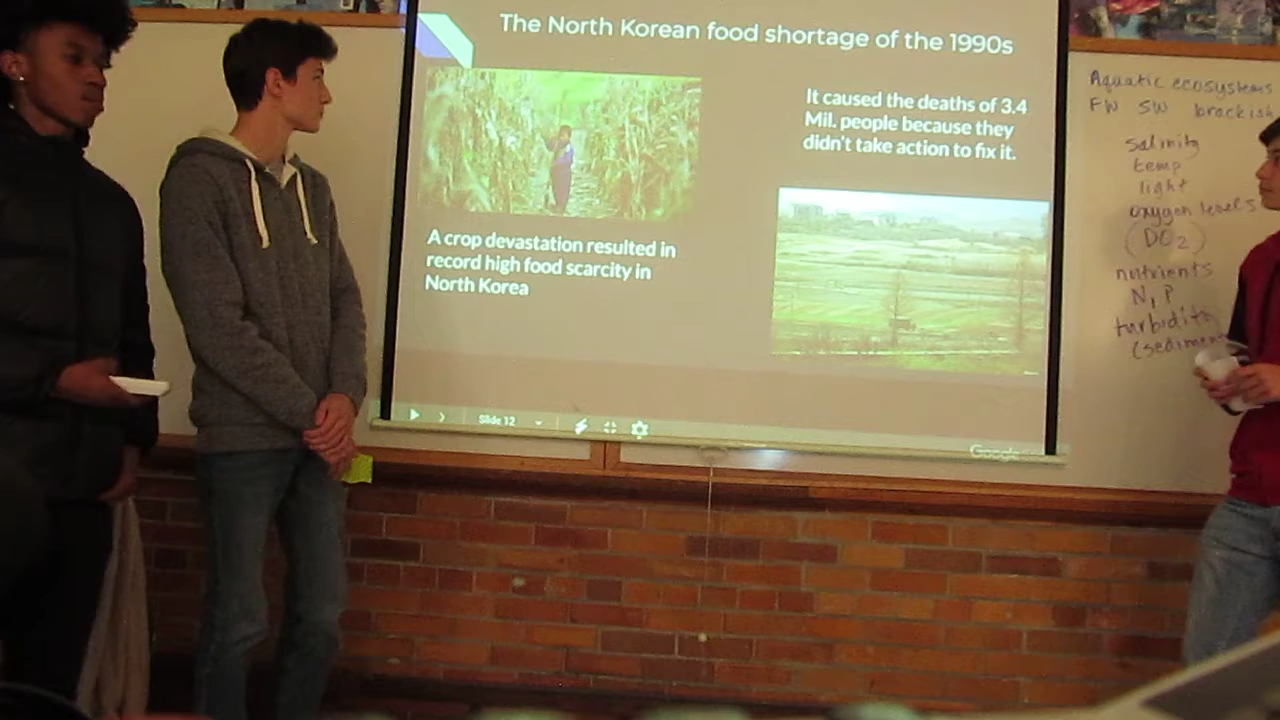 The North Korean food shortage of the 1990s
It caused the deaths of 3.4
Mil. people because they
didn't take action to fix it.
A crop devastation resulted in
record high food scarcity in
North Korea
Slide 12
Google
Aquatic ecosystems
FW SW brackish
salinity
temp
light
oxygen levels
(DO2)
nutrients
N, P
turbidity
(sediment